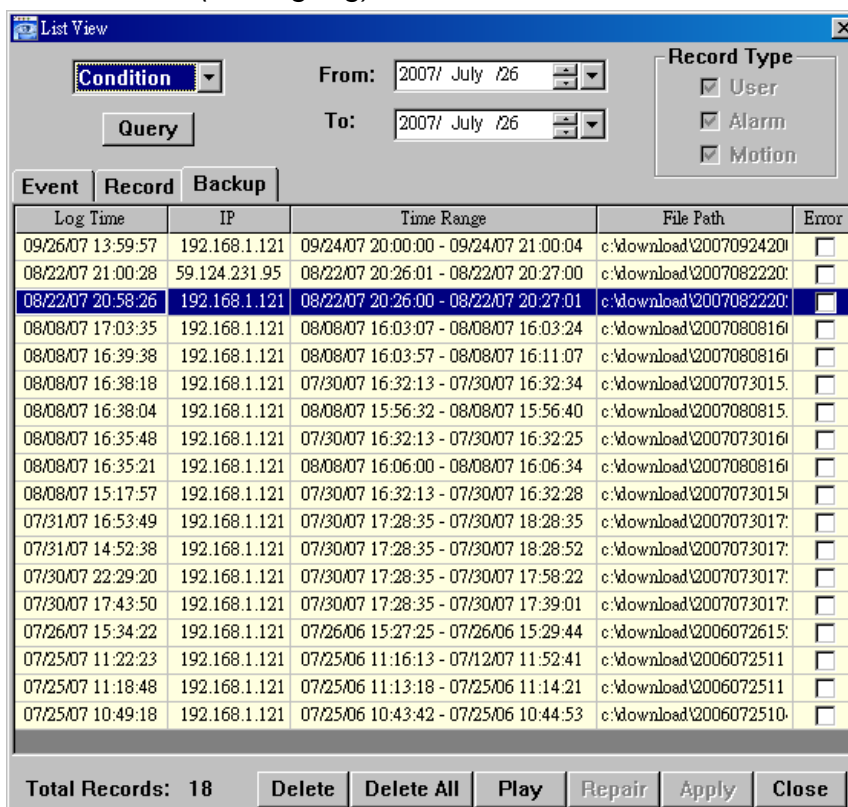 List View
Condition
From: 2007/ July /26
Record Type
User
Query
To: 2007/ July /26
Alarm
Motion
Event Record Backup
Log Time IP Time Range File Path Error
09/26/07 13:59:57 192.168.1.121 09/24/07 20:00:00 - 09/24/07 21:00:04 c:\download\2007092420
08/22/07 21:00:28 59.124.231.95 08/22/07 20:26:01 - 08/22/07 20:27:00 c:\download\2007082220
08/22/07 20:58:26 192.168.1.121 08/22/07 20:26:00 - 08/22/07 20:27:01 c:\download\2007082220
08/08/07 17:03:35 192.168.1.121 08/08/07 16:03:07 - 08/08/07 16:03:24 c:\download\2007080816
08/08/07 16:39:38 192.168.1.121 08/08/07 16:03:57 - 08/08/07 16:11:07 c:\download\2007080816
08/08/07 16:38:18 192.168.1.121 07/30/07 16:32:13 - 07/30/07 16:32:34 c:\download\2007073015
08/08/07 16:38:04 192.168.1.121 08/08/07 15:56:32 - 08/08/07 15:56:40 c:\download\2007080815
08/08/07 16:35:48 192.168.1.121 07/30/07 16:32:13 - 07/30/07 16:32:25 c:\download\2007073016
08/08/07 16:35:21 192.168.1.121 08/08/07 16:06:00 - 08/08/07 16:06:34 c:\download\2007080816
08/08/07 15:17:57 192.168.1.121 07/30/07 16:32:13 - 07/30/07 16:32:28 c:\download\2007073015
07/31/07 16:53:49 192.168.1.121 07/30/07 17:28:35 - 07/30/07 18:28:35 c:\download\2007073017
07/31/07 14:52:38 192.168.1.121 07/30/07 17:28:35 - 07/30/07 18:28:52 c:\download\2007073017
07/30/07 22:29:20 192.168.1.121 07/30/07 17:28:35 - 07/30/07 17:58:22 c:\download\2007073017
07/30/07 17:43:50 192.168.1.121 07/30/07 17:28:35 - 07/30/07 17:39:01 c:\download\2007073017
07/26/07 15:34:22 192.168.1.121 07/26/06 15:27:25 - 07/26/06 15:29:44 c:\download\2006072615
07/25/07 11:22:23 192.168.1.121 07/25/06 11:16:13 - 07/12/07 11:52:41 c:\download\2006072511
07/25/07 11:18:48 192.168.1.121 07/25/06 11:13:18 - 07/25/06 11:14:21 c:\download\2006072511
07/25/07 10:49:18 192.168.1.121 07/25/06 10:43:42 - 07/25/06 10:44:53 c:\download\2006072510
Total Records: 18 Delete Delete All Play Repair Apply Close